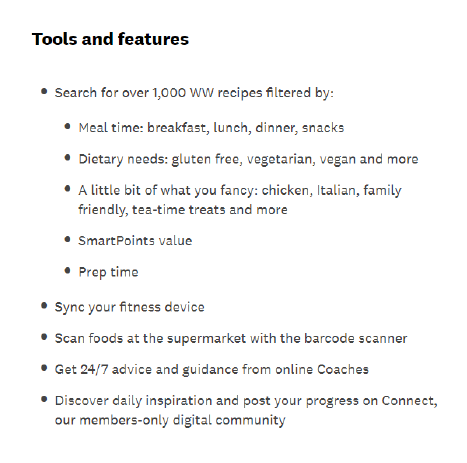 Tools and features
• Search for over 1,000 WW recipes filtered by:
• Meal time: breakfast, lunch, dinner, snacks
• Dietary needs: gluten free, vegetarian, vegan and more
• A little bit of what you fancy: chicken, Italian, family
friendly, tea-time treats and more
• SmartPoints value
• Prep time
• Sync your fitness device
• Scan foods at the supermarket with the barcode scanner
• Get 24/7 advice and guidance from online Coaches
• Discover daily inspiration and post your progress on Connect,
our members-only digital community